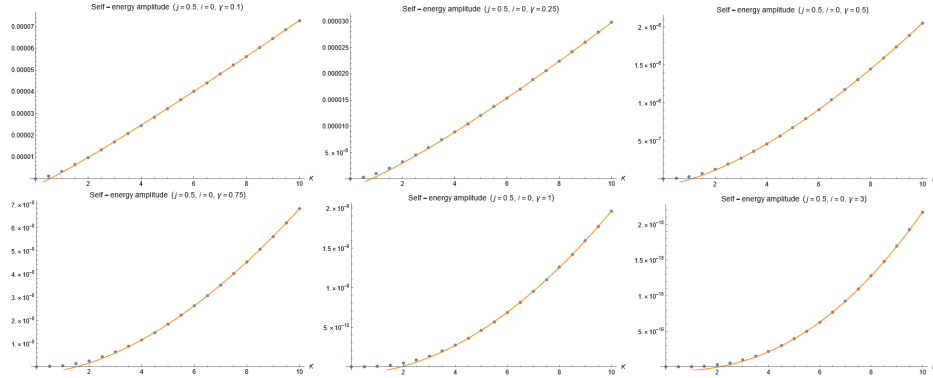 Self – energy amplitude (j = 0.5, i = 0, γ = 0.1)
0.00007
0.00006
0.00005
0.00004
0.00003
0.00002
0.00001
2 4 6 8 10 K
Self – energy amplitude (j = 0.5, i = 0, γ = 0.25)
0.000030
0.000025
0.000020
0.000015
0.000010
5. × 10⁻⁶
2 4 6 8 10 K
Self – energy amplitude (j = 0.5, i = 0, γ = 0.5)
2. × 10⁻⁶
1.5 × 10⁻⁶
1. × 10⁻⁶
5. × 10⁻⁷
2 4 6 8 10
Self – energy amplitude (j = 0.5, i = 0, γ = 0.75)
7. × 10⁻⁸
6. × 10⁻⁸
5. × 10⁻⁸
4. × 10⁻⁸
3. × 10⁻⁸
2. × 10⁻⁸
1. × 10⁻⁸
2 4 6 8 10 K
Self – energy amplitude (j = 0.5, i = 0, γ = 1)
2. × 10⁻⁹
1.5 × 10⁻⁹
1. × 10⁻⁹
5. × 10⁻¹⁰
2 4 6 8 10 K
Self – energy amplitude (j = 0.5, i = 0, γ = 3)
2. × 10⁻¹⁸
1.5 × 10⁻¹⁸
1. × 10⁻¹⁸
5. × 10⁻¹⁹
2 4 6 8 10